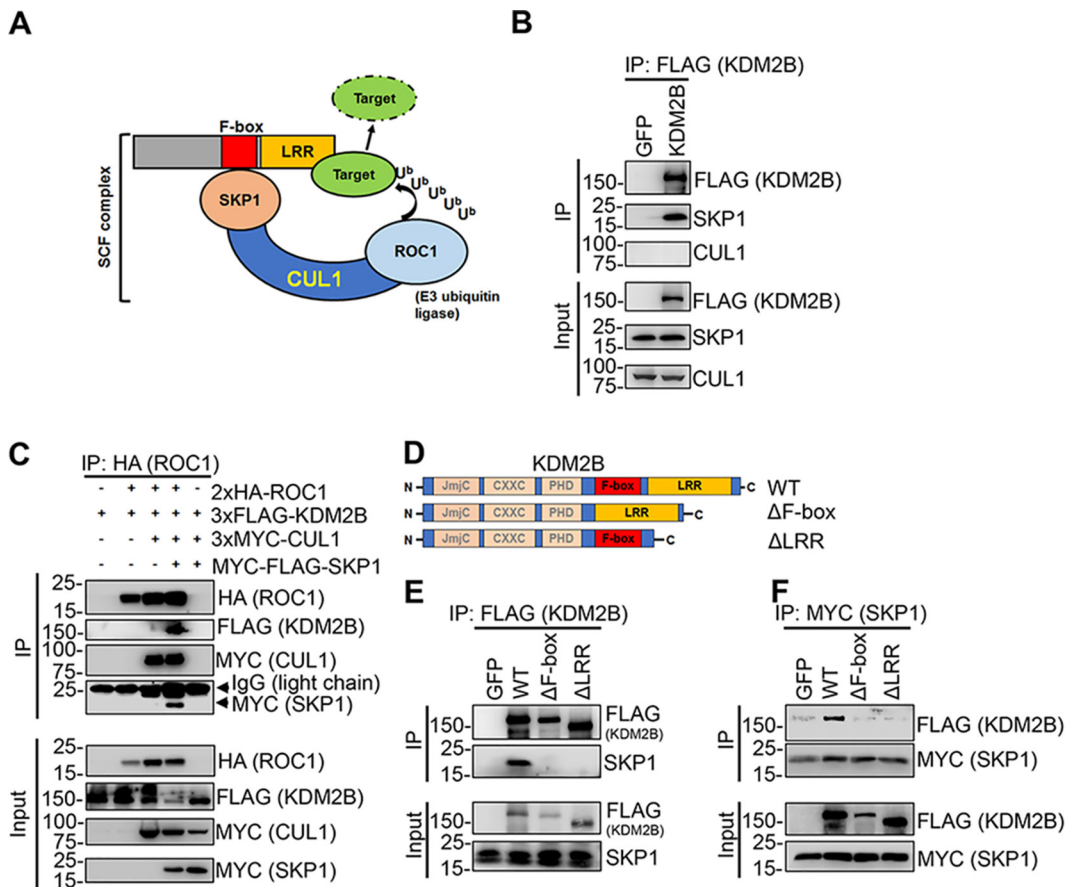 A
Target
F-box
LRR
Target
Ub Ub Ub Ub Ub
SKP1
SCF complex
ROC1
CUL1
(E3 ubiquitin
ligase)
B
IP: FLAG (KDM2B)
GFP
KDM2B
IP
150- FLAG (KDM2B)
25-
15- SKP1
100-
75- CUL1
Input
150- FLAG (KDM2B)
25-
15- SKP1
100-
75- CUL1
C
IP: HA (ROC1)
- + + + - 2xHA-ROC1
+ + + + + 3xFLAG-KDM2B
- - + + + 3xMYC-CUL1
- - - + + MYC-FLAG-SKP1
IP
25-
15- HA (ROC1)
150- FLAG (KDM2B)
100-
75- MYC (CUL1)
25- IgG (light chain)
MYC (SKP1)
Input
25-
15- HA (ROC1)
150- FLAG (KDM2B)
100-
75- MYC (CUL1)
25-
15- MYC (SKP1)
D
KDM2B
N JmjC CXXC PHD F-box LRR C WT
N JmjC CXXC PHD LRR C ΔF-box
N JmjC CXXC PHD F-box C ΔLRR
E
IP: FLAG (KDM2B)
GFP
WT
ΔF-box
ΔLRR
IP
150- FLAG
(KDM2B)
25-
15- SKP1
Input
150- FLAG
(KDM2B)
25-
15- SKP1
F
IP: MYC (SKP1)
GFP
WT
ΔF-box
ΔLRR
IP
150- FLAG (KDM2B)
25-
15- MYC (SKP1)
Input
150- FLAG (KDM2B)
25-
15- MYC (SKP1)